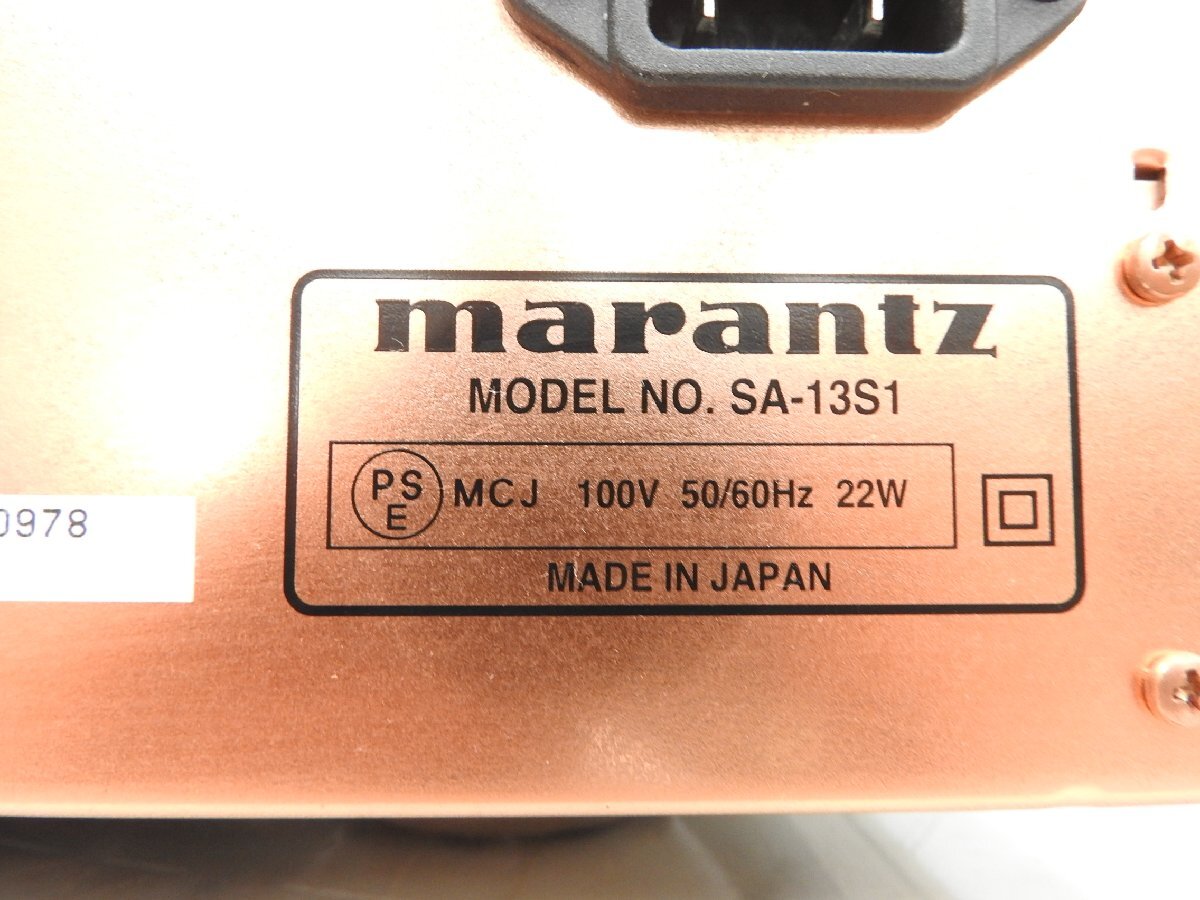 marantz
MODEL NO. SA-13S1
PS
E
MCJ 100V 50/60Hz 22W
0978
MADE IN JAPAN